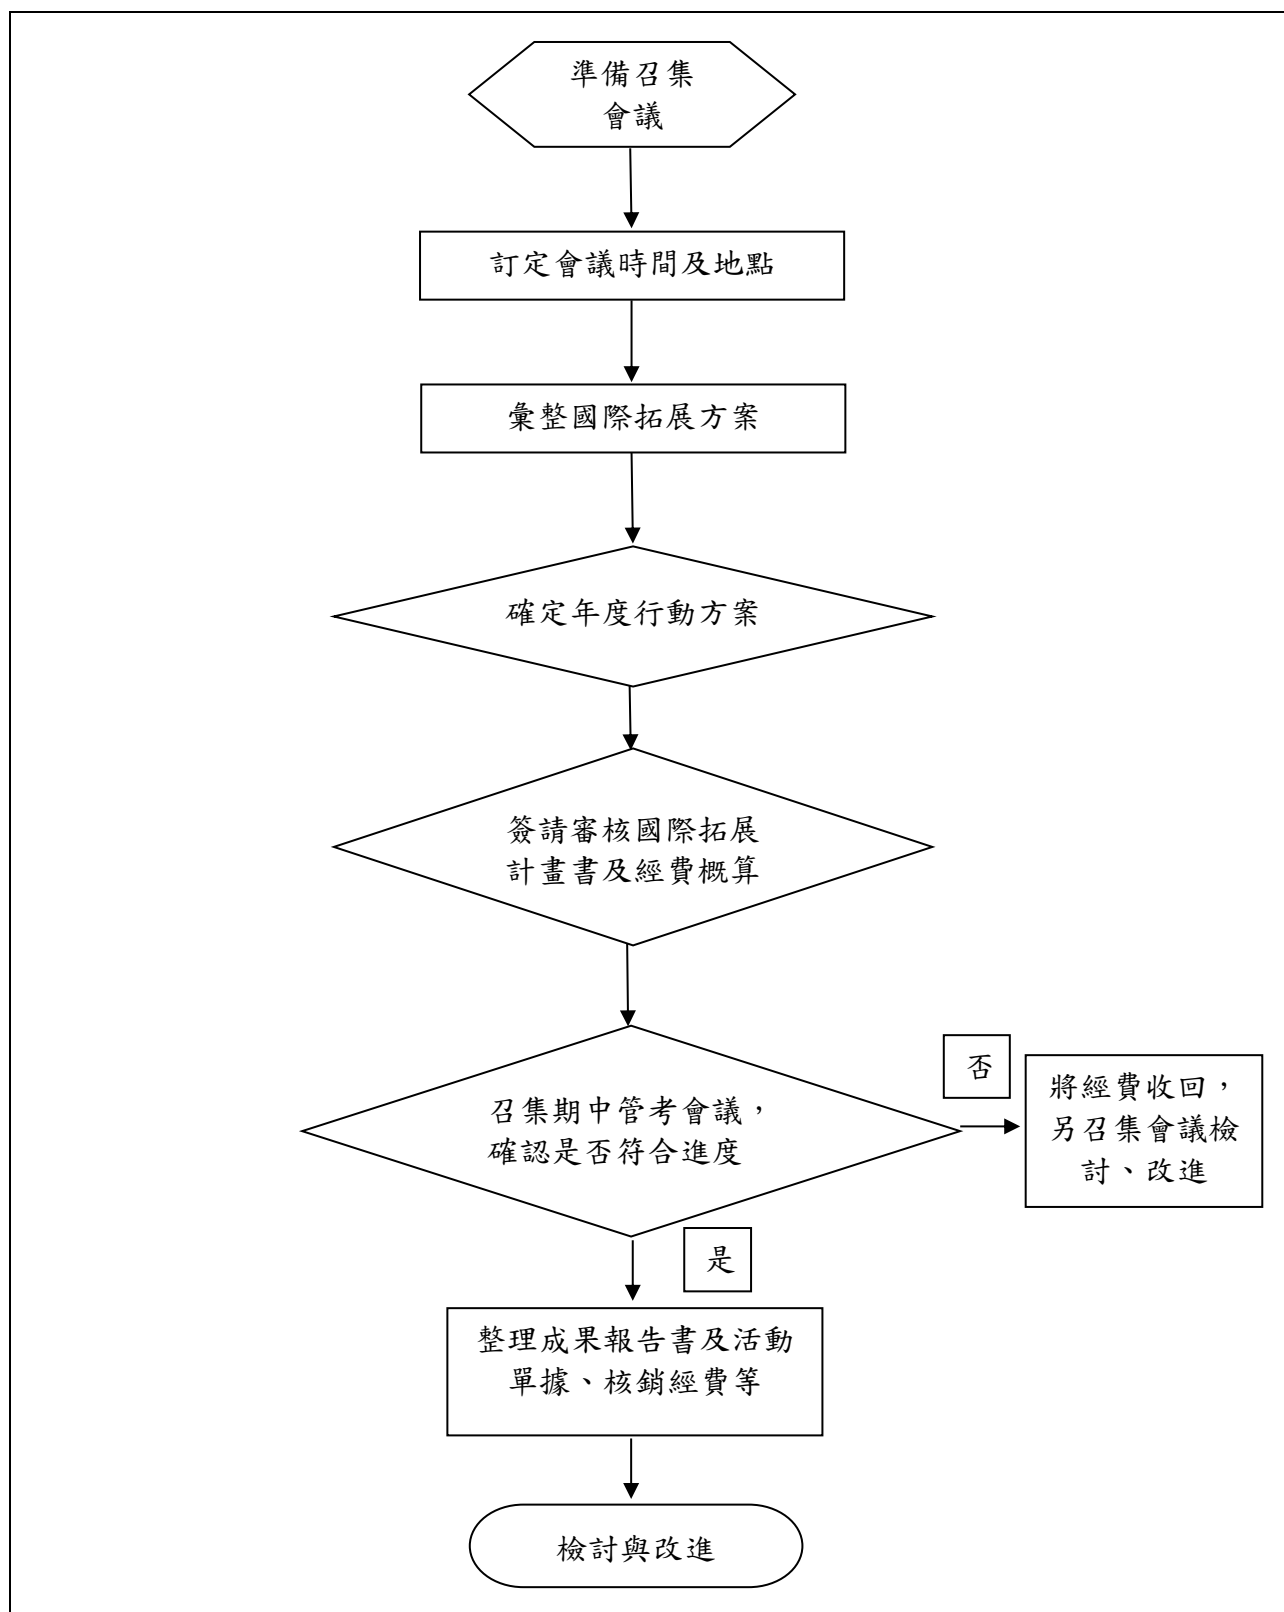 準備召集
會議
訂定會議時間及地點
彙整國際拓展方案
確定年度行動方案
簽請審核國際拓展
計畫書及經費概算
召集期中管考會議，
確認是否符合進度
否
將經費收回，
另召集會議檢
討、改進
是
整理成果報告書及活動
單據、核銷經費等
檢討與改進